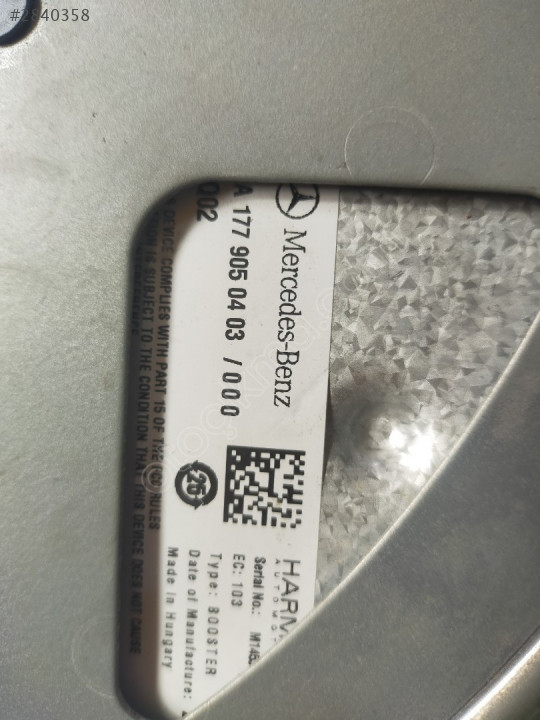 #2840358
Mercedes-Benz
A 177 905 04 03 / 000
002
DEVICE COMPLIES WITH PART 15 OF THE FCC RULES
IS SUBJECT TO THE CONDITION THAT THIS DEVICE DOES NOT CAUSE
25
HARM
Serial No.:
EC: 103
Type: BOOSTER
Date of Manufacture:
Made in Hungary